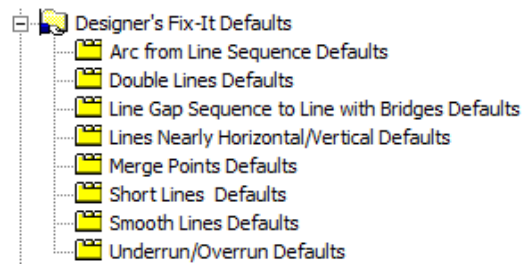 Designer's Fix-It Defaults
Arc from Line Sequence Defaults
Double Lines Defaults
Line Gap Sequence to Line with Bridges Defaults
Lines Nearly Horizontal/Vertical Defaults
Merge Points Defaults
Short Lines  Defaults
Smooth Lines Defaults
Underrun/Overrun Defaults